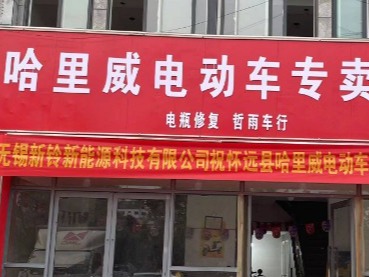 哈里威电动车专卖
电瓶修复 哲雨车行
无锡新铃新能源科技有限公司祝怀远县哈里威电动车